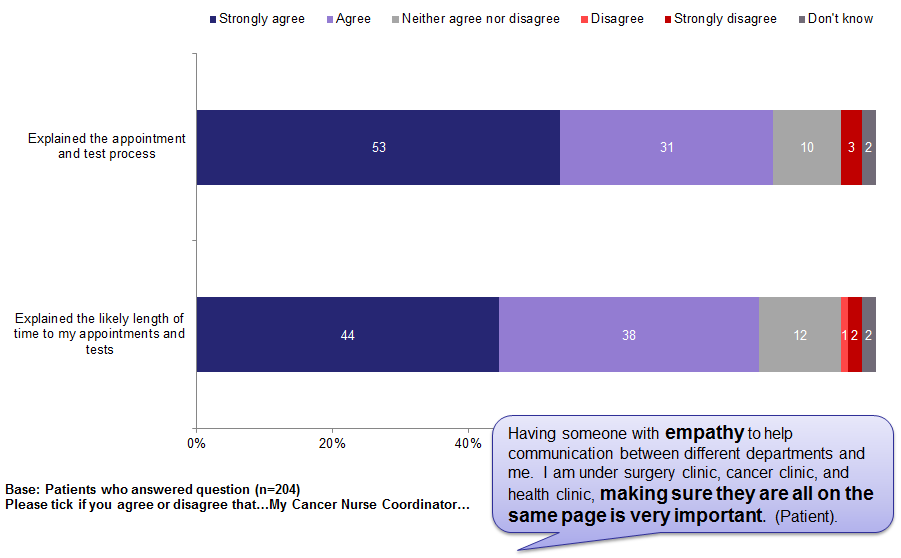 Strongly agree Agree Neither agree nor disagree Disagree Strongly disagree Don't know
Explained the appointment
and test process
53 31 10 3 2
Explained the likely length of
time to my appointments and
tests
44 38 12 1 2 2
0% 20% 40%
Having someone with empathy to help
communication between different departments and
me. I am under surgery clinic, cancer clinic, and
health clinic, making sure they are all on the
same page is very important. (Patient).
Base: Patients who answered question (n=204)
Please tick if you agree or disagree that…My Cancer Nurse Coordinator…